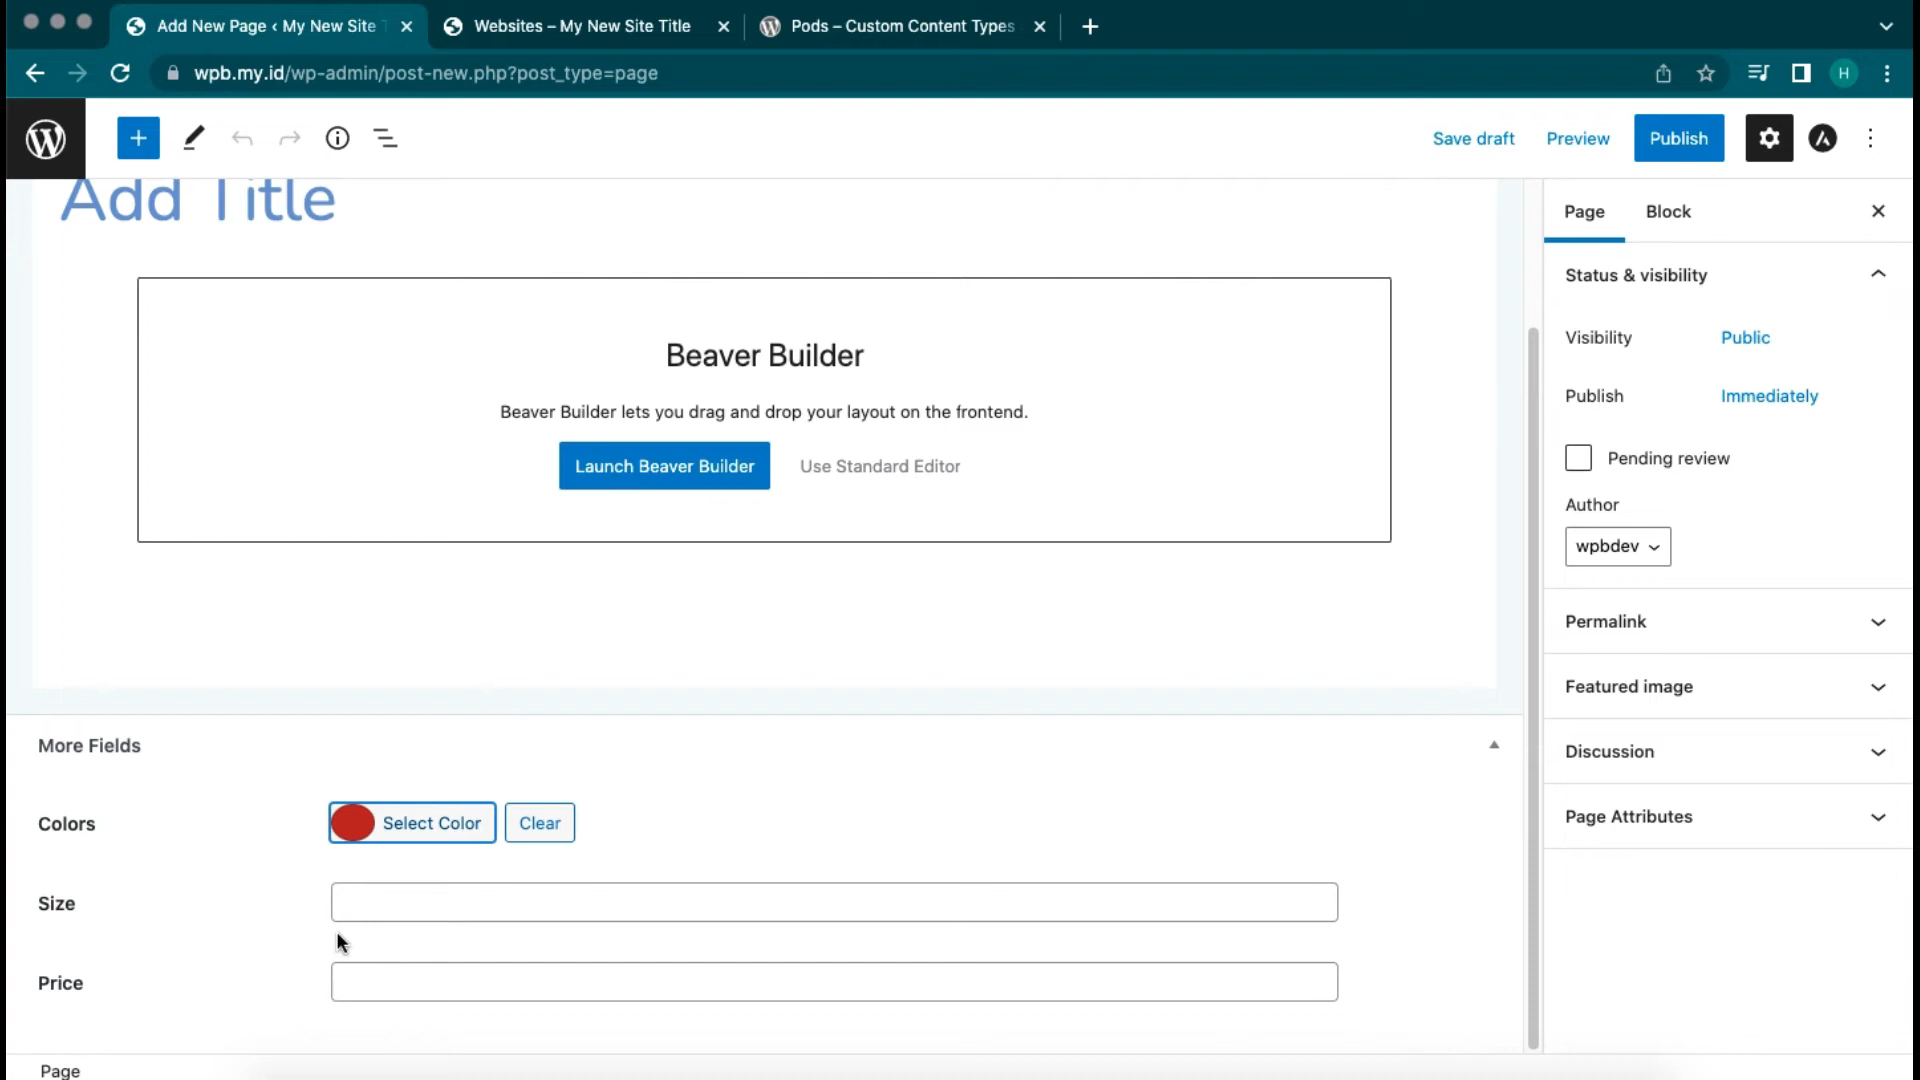 Add New Page ‹ My New Site T
Websites – My New Site Title
Pods – Custom Content Types
wpb.my.id/wp-admin/post-new.php?post_type=page
H
Save draft
Preview
Publish
Add Title
Beaver Builder
Beaver Builder lets you drag and drop your layout on the frontend.
Launch Beaver Builder
Use Standard Editor
More Fields
Colors
Select Color
Clear
Size
Price
Page
Page
Block
Status & visibility
Visibility
Public
Publish
Immediately
Pending review
Author
wpbdev
Permalink
Featured image
Discussion
Page Attributes